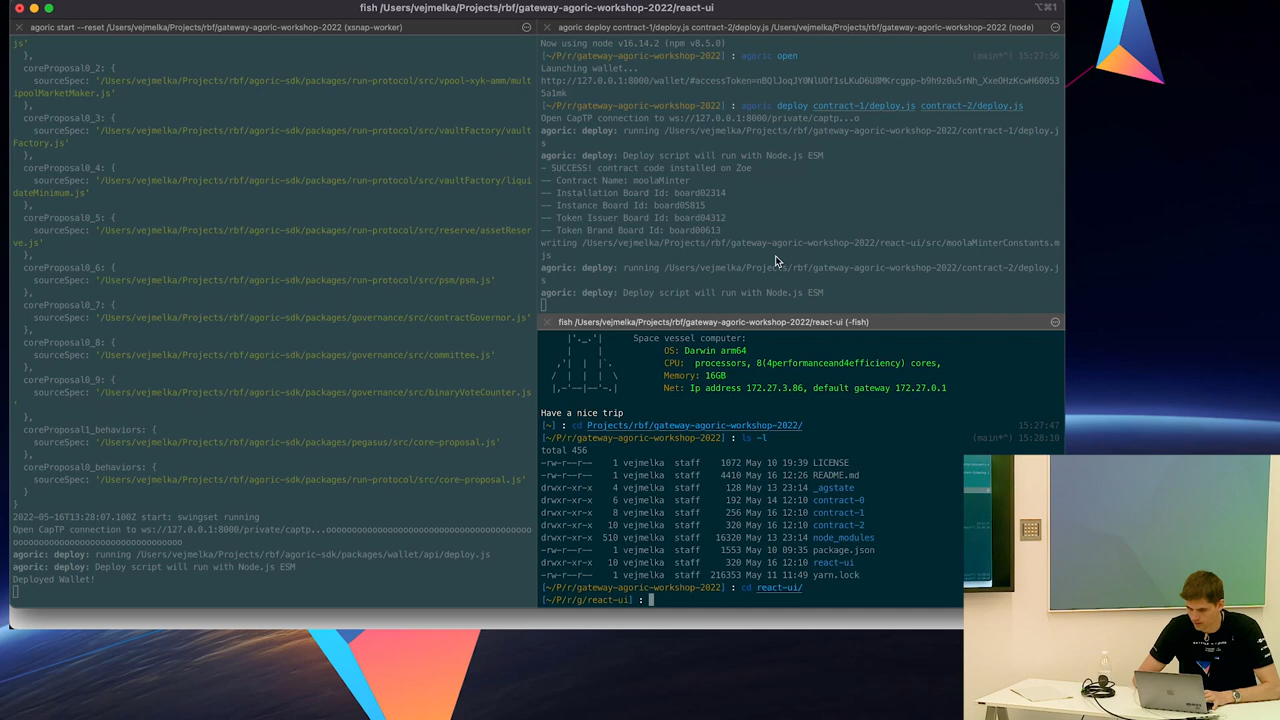 fish /Users/vejmelka/Projects/rbf/gateway-agoric-workshop-2022/react-ui
⌥⌘1
agoric start --reset /Users/vejmelka/Projects/rbf/gateway-agoric-workshop-2022 (xsnap-worker)
js'
},
coreProposal0_2: {
sourceSpec: '/Users/vejmelka/Projects/rbf/agoric-sdk/packages/run-protocol/src/vpool-xyk-amm/mult
ipoolMarketMaker.js'
},
coreProposal0_3: {
sourceSpec: '/Users/vejmelka/Projects/rbf/agoric-sdk/packages/run-protocol/src/vaultFactory/vault
Factory.js'
},
coreProposal0_4: {
sourceSpec: '/Users/vejmelka/Projects/rbf/agoric-sdk/packages/run-protocol/src/vaultFactory/liqui
dateMinimum.js'
},
coreProposal0_5: {
sourceSpec: '/Users/vejmelka/Projects/rbf/agoric-sdk/packages/run-protocol/src/reserve/assetReser
ve.js'
},
coreProposal0_6: {
sourceSpec: '/Users/vejmelka/Projects/rbf/agoric-sdk/packages/run-protocol/src/psm/psm.js'
},
coreProposal0_7: {
sourceSpec: '/Users/vejmelka/Projects/rbf/agoric-sdk/packages/governance/src/contractGovernor.js'
},
coreProposal0_8: {
sourceSpec: '/Users/vejmelka/Projects/rbf/agoric-sdk/packages/governance/src/committee.js'
},
coreProposal0_9: {
sourceSpec: '/Users/vejmelka/Projects/rbf/agoric-sdk/packages/governance/src/binaryVoteCounter.js
'
},
coreProposal1_behaviors: {
sourceSpec: '/Users/vejmelka/Projects/rbf/agoric-sdk/packages/pegasus/src/core-proposal.js'
},
coreProposal0_behaviors: {
sourceSpec: '/Users/vejmelka/Projects/rbf/agoric-sdk/packages/run-protocol/src/core-proposal.js'
}
}
2022-05-16T13:28:07.100Z start: swingset running
Open CapTP connection to ws://127.0.0.1:8000/private/captp...ooooooooooooooooooooooooooooooooooooooooo
oooooooooooooooooooooooooooooooooo
agoric: deploy: running /Users/vejmelka/Projects/rbf/agoric-sdk/packages/wallet/api/deploy.js
agoric: deploy: Deploy script will run with Node.js ESM
Deployed Wallet!
agoric deploy contract-1/deploy.js contract-2/deploy.js /Users/vejmelka/Projects/rbf/gateway-agoric-workshop-2022 (node)
Now using node v16.14.2 (npm v8.5.0)
[~/P/r/gateway-agoric-workshop-2022] : agoric open (main*^) 15:27:56
Launching wallet...
[~/P/r/gateway-agoric-workshop-2022] : agoric deploy contract-1/deploy.js contract-2/deploy.js
Open CapTP connection to ws://127.0.0.1:8000/private/captp...o
agoric: deploy: running /Users/vejmelka/Projects/rbf/gateway-agoric-workshop-2022/contract-1/deploy.j
s
agoric: deploy: Deploy script will run with Node.js ESM
- SUCCESS! contract code installed on Zoe
-- Contract Name: moolaMinter
-- Installation Board Id: board02314
-- Instance Board Id: board05815
-- Token Issuer Board Id: board04312
-- Token Brand Board Id: board00613
writing /Users/vejmelka/Projects/rbf/gateway-agoric-workshop-2022/react-ui/src/moolaMinterConstants.m
js
agoric: deploy: running /Users/vejmelka/Projects/rbf/gateway-agoric-workshop-2022/contract-2/deploy.j
s
agoric: deploy: Deploy script will run with Node.js ESM
fish /Users/vejmelka/Projects/rbf/gateway-agoric-workshop-2022/react-ui (-fish)
Space vessel computer:
OS: Darwin arm64
CPU: processors, 8(4performanceand4efficiency) cores,
Memory: 16GB
Net: Ip address 172.27.3.86, default gateway 172.27.0.1
Have a nice trip
[~] : cd Projects/rbf/gateway-agoric-workshop-2022/ 15:27:47
[~/P/r/gateway-agoric-workshop-2022] : ls -l (main*^) 15:28:10
total 456
-rw-r--r-- 1 vejmelka staff 1072 May 10 19:39 LICENSE
-rw-r--r-- 1 vejmelka staff 4410 May 16 12:26 README.md
drwxr-xr-x 4 vejmelka staff 128 May 13 23:14 _agstate
drwxr-xr-x 6 vejmelka staff 192 May 14 12:10 contract-0
drwxr-xr-x 8 vejmelka staff 256 May 16 12:10 contract-1
drwxr-xr-x 10 vejmelka staff 320 May 16 12:10 contract-2
drwxr-xr-x 510 vejmelka staff 16320 May 13 23:14 node_modules
-rw-r--r-- 1 vejmelka staff 1553 May 10 09:35 package.json
drwxr-xr-x 10 vejmelka staff 320 May 16 12:10 react-ui
-rw-r--r-- 1 vejmelka staff 216353 May 11 11:49 yarn.lock
[~/P/r/gateway-agoric-workshop-2022] : cd react-ui/
[~/P/r/g/react-ui] :